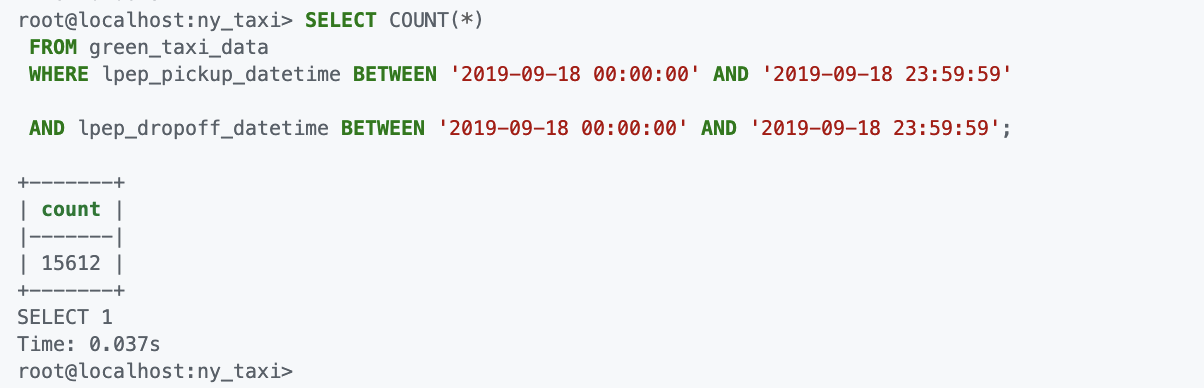 root@localhost:ny_taxi> SELECT COUNT(*)
FROM green_taxi_data
WHERE lpep_pickup_datetime BETWEEN '2019-09-18 00:00:00' AND '2019-09-18 23:59:59'
AND lpep_dropoff_datetime BETWEEN '2019-09-18 00:00:00' AND '2019-09-18 23:59:59';
+-------+
| count |
|-------|
| 15612 |
+-------+
SELECT 1
Time: 0.037s
root@localhost:ny_taxi>